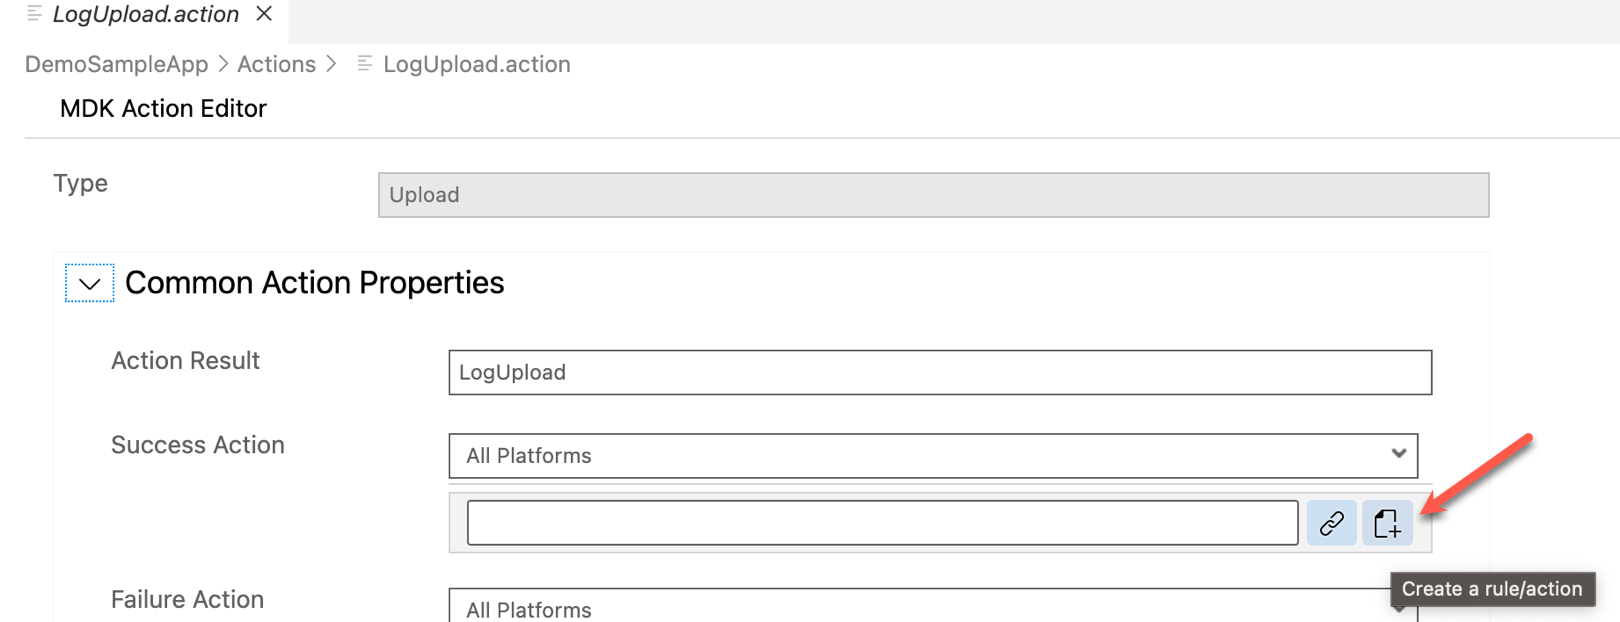 LogUpload.action
DemoSampleApp > Actions > LogUpload.action
MDK Action Editor
Type
Upload
Common Action Properties
Action Result
LogUpload
Success Action
All Platforms
Create a rule/action
Failure Action
All Platforms